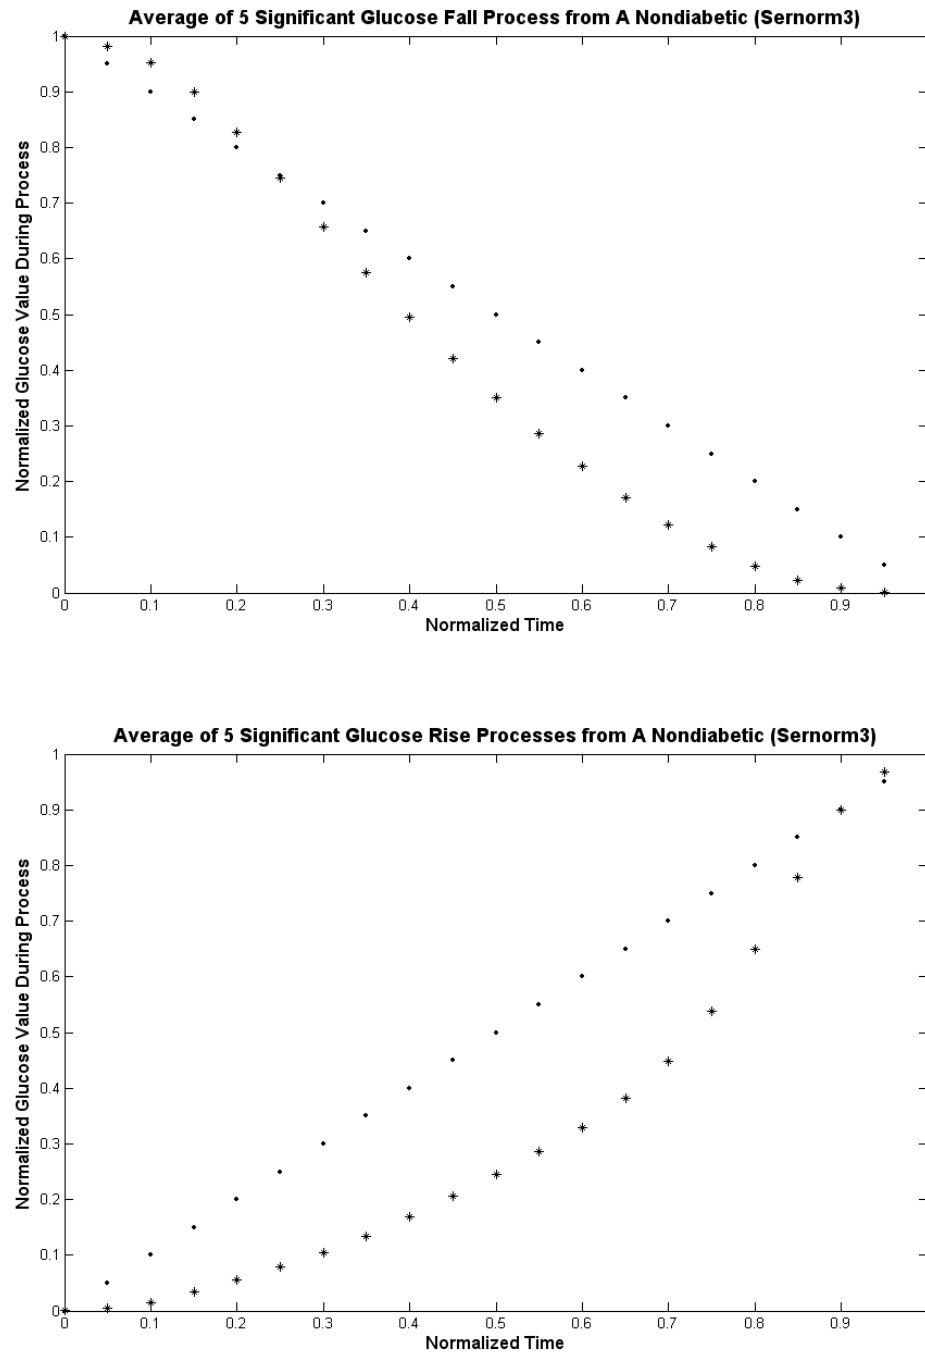 Average of 5 Significant Glucose Fall Process from A Nondiabetic (Sernorm3)
Normalized Glucose Value During Process
1
0.9
0.8
0.7
0.6
0.5
0.4
0.3
0.2
0.1
0
0 0.1 0.2 0.3 0.4 0.5 0.6 0.7 0.8 0.9
Normalized Time
Average of 5 Significant Glucose Rise Processes from A Nondiabetic (Sernorm3)
Normalized Glucose Value During Process
1
0.9
0.8
0.7
0.6
0.5
0.4
0.3
0.2
0.1
0
0 0.1 0.2 0.3 0.4 0.5 0.6 0.7 0.8 0.9
Normalized Time